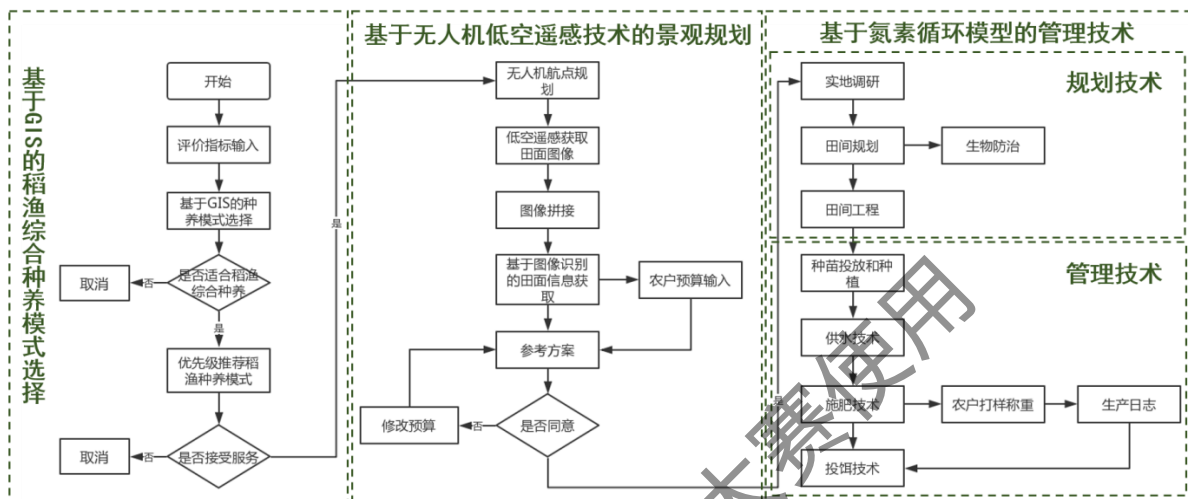 基于GIS的稻渔综合种养模式选择
开始
评价指标输入
基于GIS的种
养模式选择
是否适合稻渔
综合种养
否
取消
是
优先级推荐稻
渔种养模式
是否接受服务
否
取消
是
基于无人机低空遥感技术的景观规划
无人机航点规
划
低空遥感获取
田面图像
图像拼接
基于图像识别
的田面信息获
取
农户预算输入
参考方案
是否同意
否
修改预算
是
基于氮素循环模型的管理技术
规划技术
实地调研
田间规划
生物防治
田间工程
管理技术
种苗投放和种
植
供水技术
施肥技术
农户打样称重
生产日志
投饵技术
大赛使用